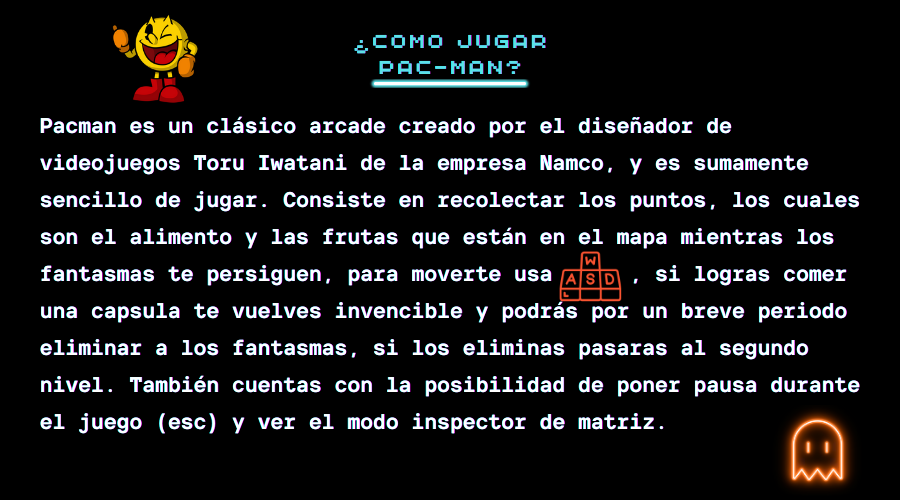 ¿COMO JUGAR
PAC-MAN?
Pacman es un clásico arcade creado por el diseñador de
videojuegos Toru Iwatani de la empresa Namco, y es sumamente
sencillo de jugar. Consiste en recolectar los puntos, los cuales
son el alimento y las frutas que están en el mapa mientras los
fantasmas te persiguen, para moverte usa W A S D , si logras comer
una capsula te vuelves invencible y podrás por un breve periodo
eliminar a los fantasmas, si los eliminas pasaras al segundo
nivel. También cuentas con la posibilidad de poner pausa durante
el juego (esc) y ver el modo inspector de matriz.